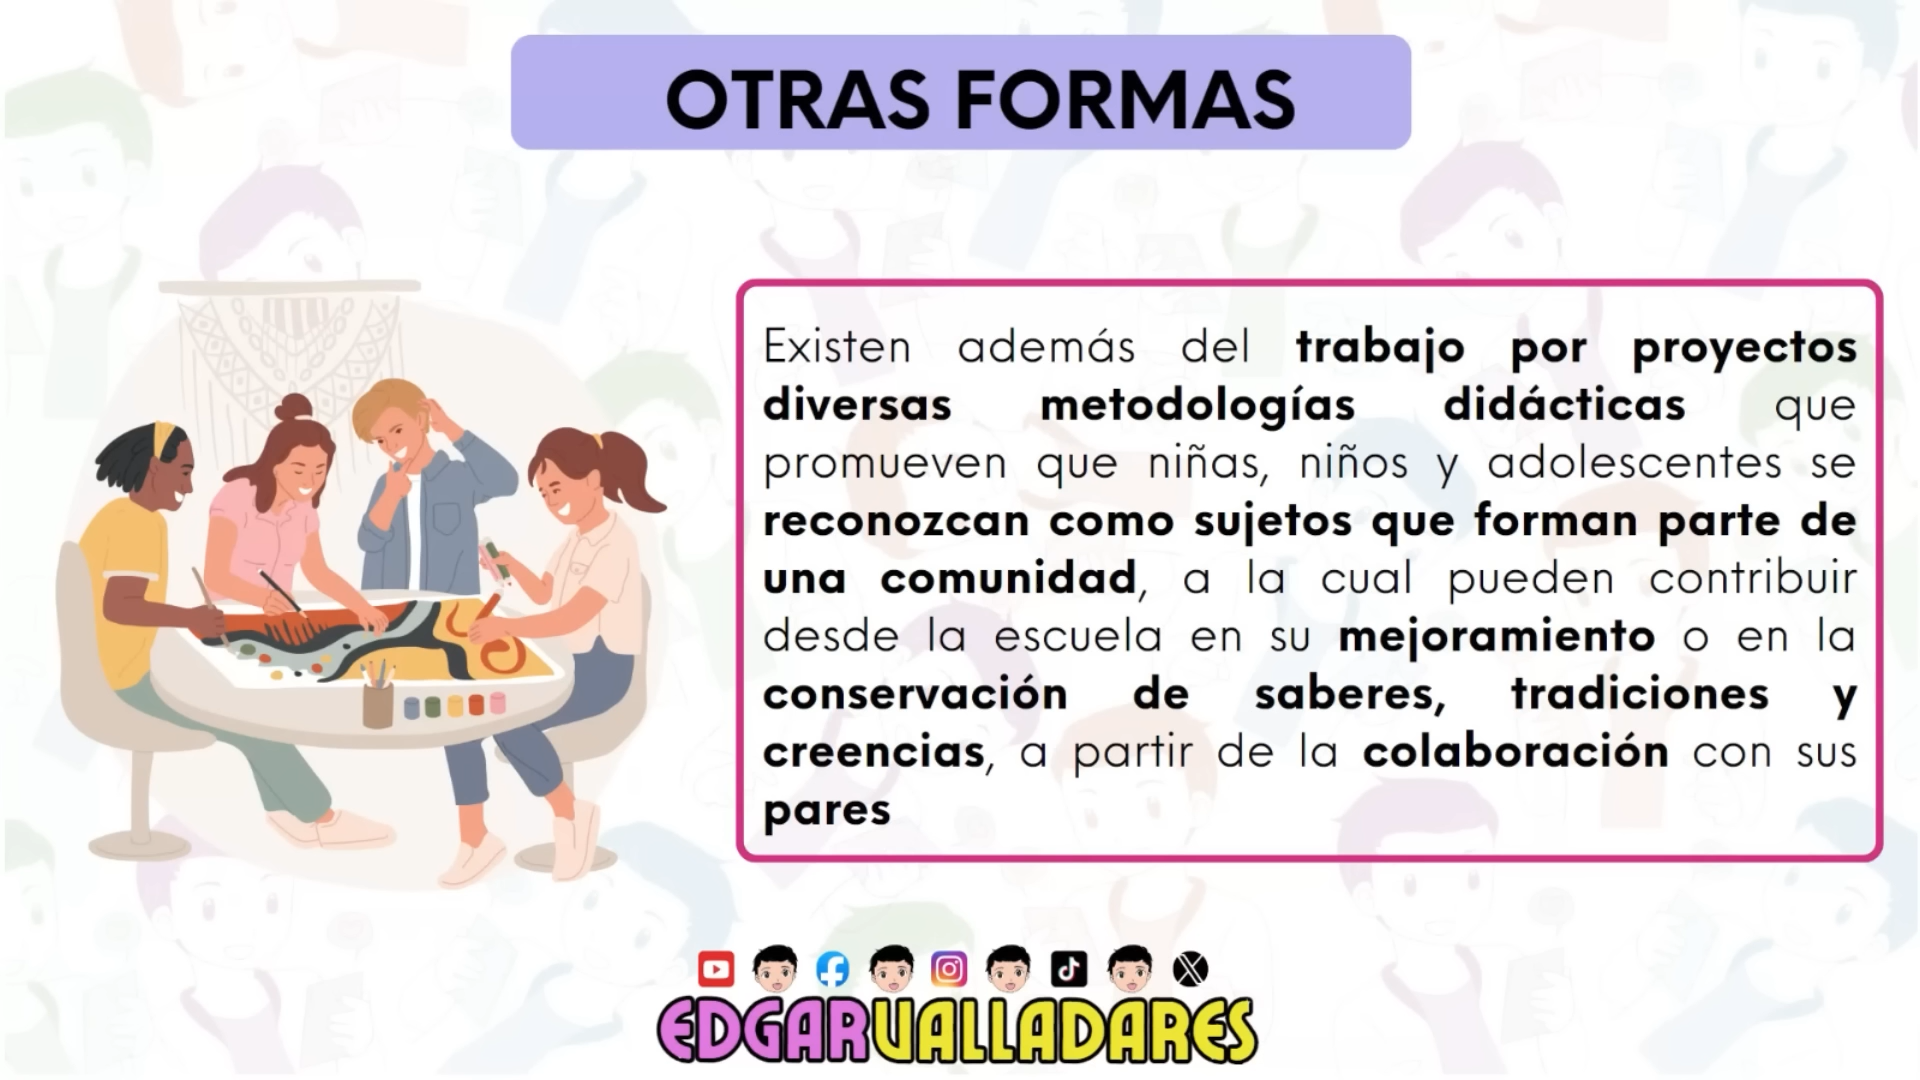 OTRAS FORMAS
Existen además del trabajo por proyectos
diversas metodologías didácticas que
promueven que niñas, niños y adolescentes se
reconozcan como sujetos que forman parte de
una comunidad, a la cual pueden contribuir
desde la escuela en su mejoramiento o en la
conservación de saberes, tradiciones y
creencias, a partir de la colaboración con sus
pares
EDGARVALLADARES